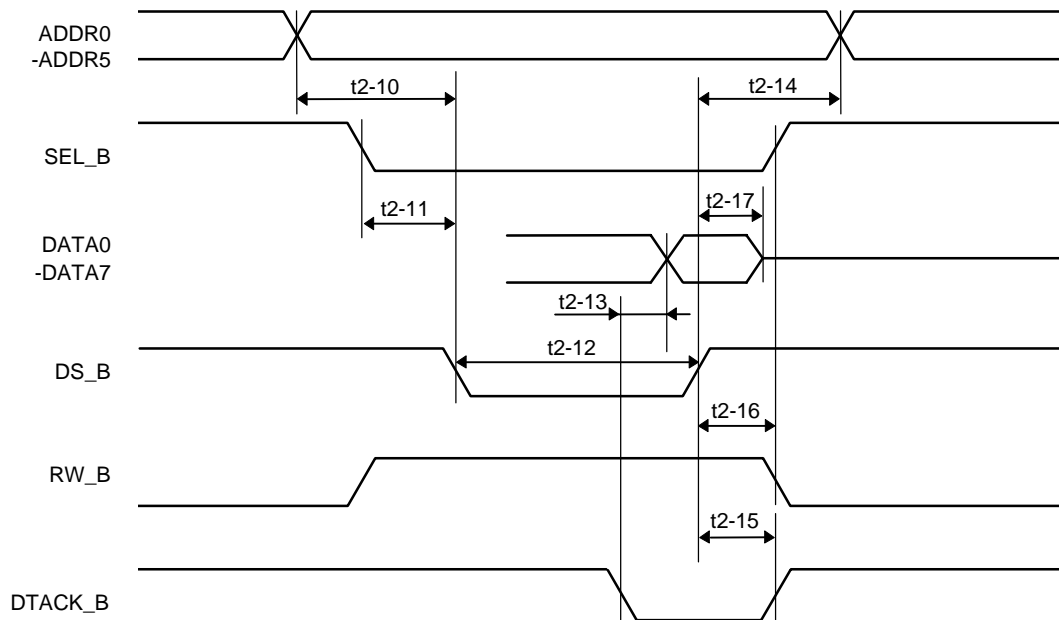 ADDR0
-ADDR5
t2-10
t2-14
SEL_B
t2-11
t2-17
DATA0
-DATA7
t2-13
t2-12
DS_B
t2-16
RW_B
t2-15
DTACK_B